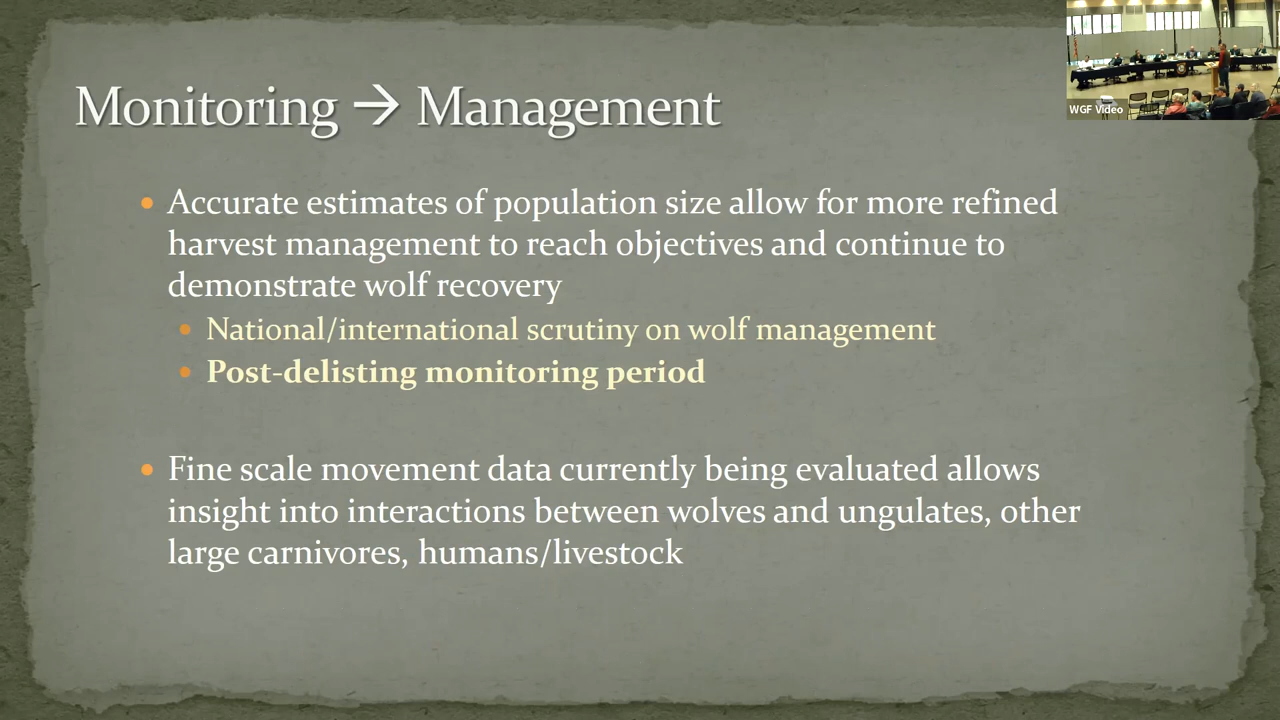 Monitoring → Management
WGF Video
• Accurate estimates of population size allow for more refined
harvest management to reach objectives and continue to
demonstrate wolf recovery
• National/international scrutiny on wolf management
• Post-delisting monitoring period
• Fine scale movement data currently being evaluated allows
insight into interactions between wolves and ungulates, other
large carnivores, humans/livestock